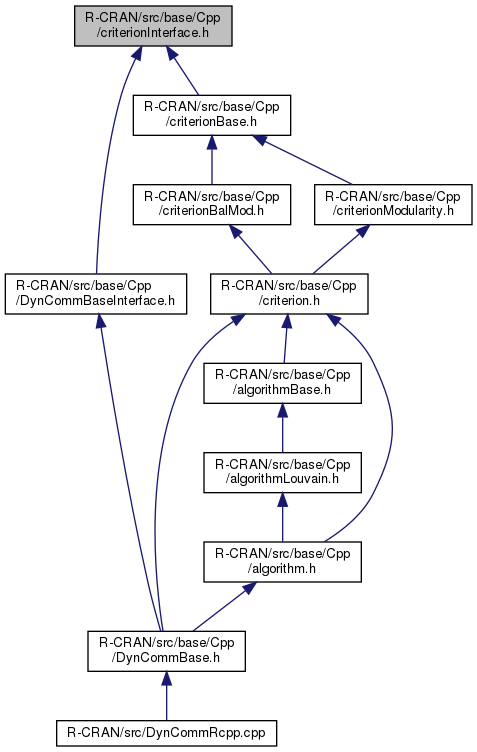 R-CRAN/src/base/Cpp
/criterionInterface.h
R-CRAN/src/base/Cpp
/criterionBase.h
R-CRAN/src/base/Cpp
/criterionBalMod.h
R-CRAN/src/base/Cpp
/criterionModularity.h
R-CRAN/src/base/Cpp
/DynCommBaseInterface.h
R-CRAN/src/base/Cpp
/criterion.h
R-CRAN/src/base/Cpp
/algorithmBase.h
R-CRAN/src/base/Cpp
/algorithmLouvain.h
R-CRAN/src/base/Cpp
/algorithm.h
R-CRAN/src/base/Cpp
/DynCommBase.h
R-CRAN/src/DynCommRcpp.cpp